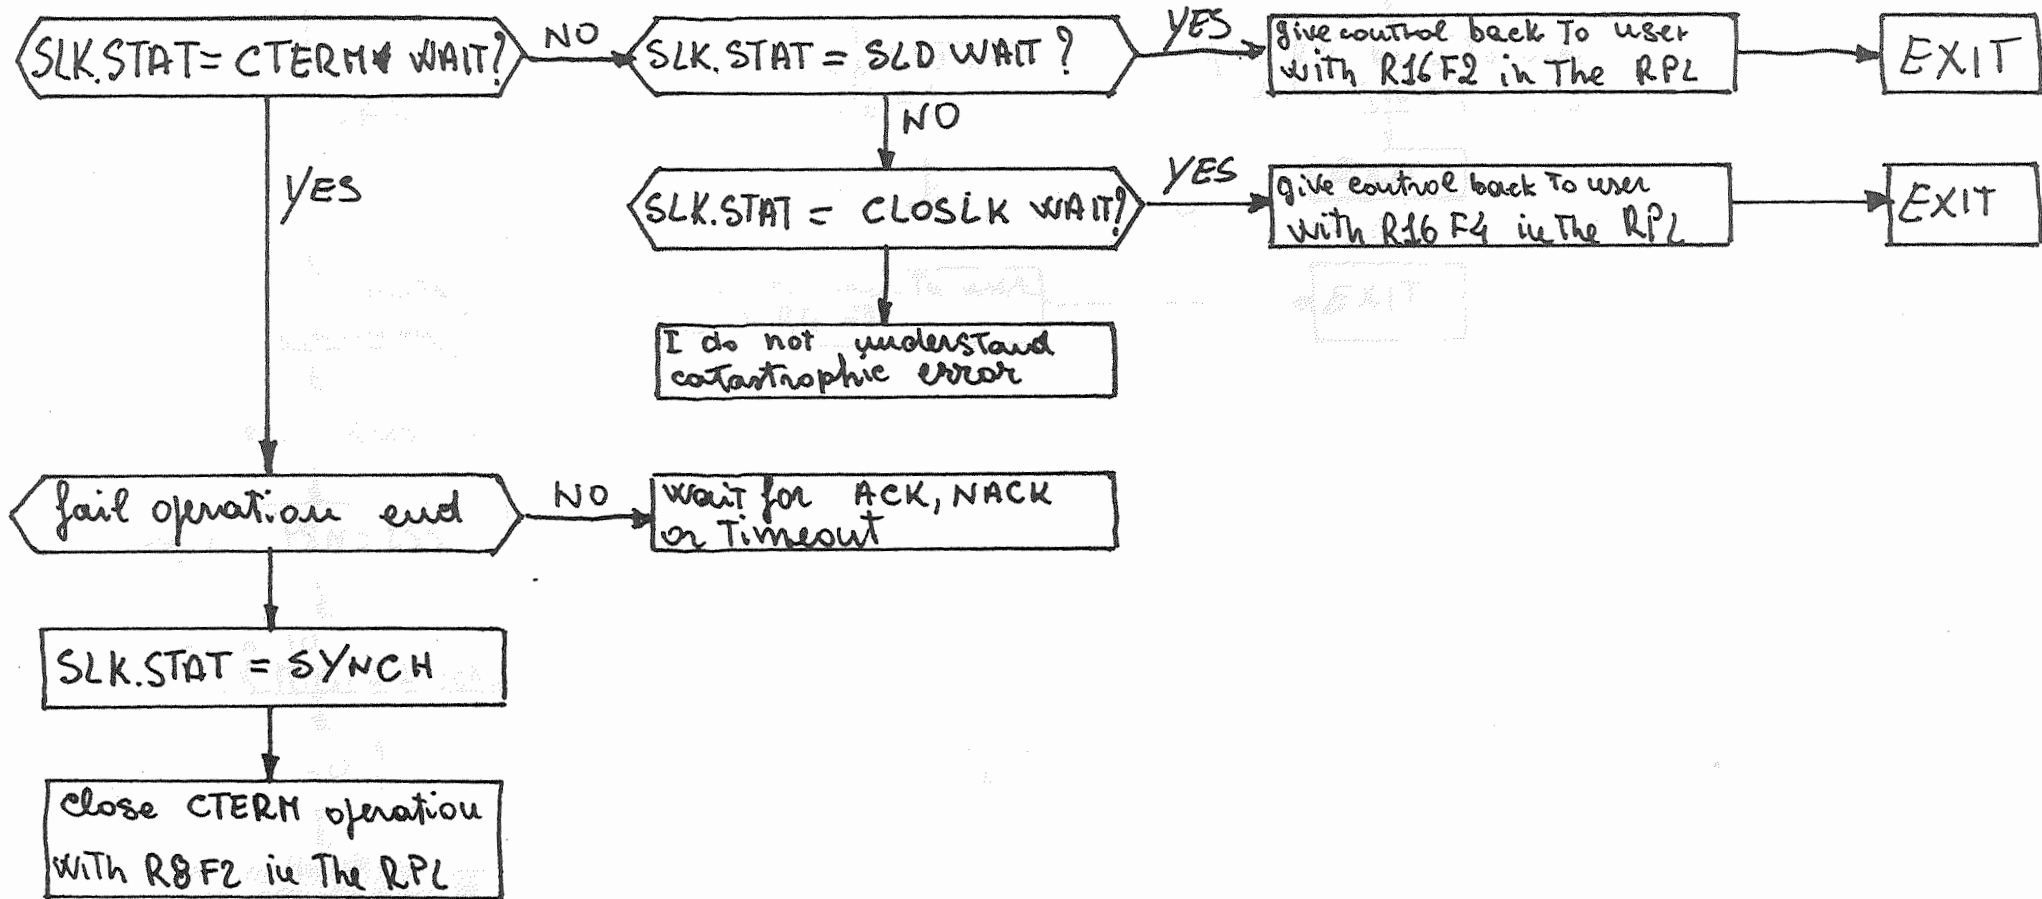 SLK.STAT = CTERM WAIT?
NO
SLK.STAT = SLD WAIT ?
YES
give control back To user
with R16 F2 in The RPL
EXIT
NO
YES
SLK.STAT = CLOSLK WAIT?
YES
give control back To user
with R16 F4 in The RPL
EXIT
EXIT
I do not understand
catastrophic error
fail operation end
NO
wait for ACK, NACK
or Timeout
SLK.STAT = SYNCH
close CTERM operation
with R8 F2 in The RPL